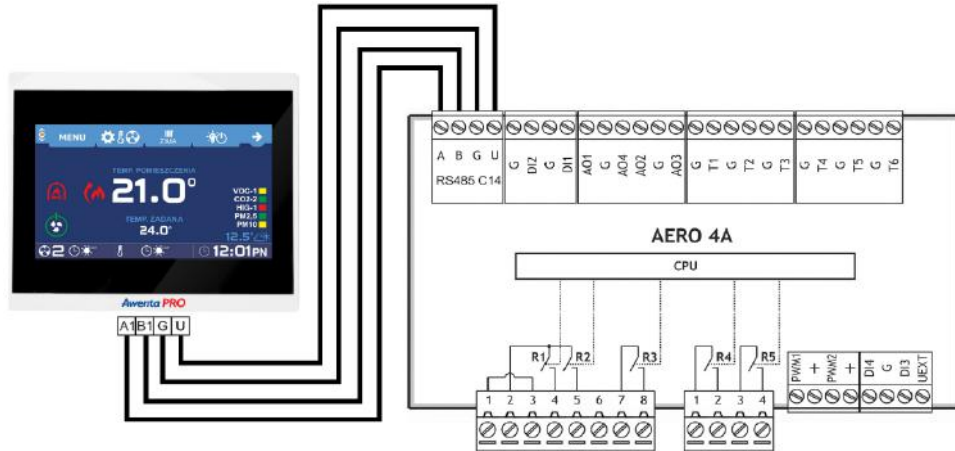 MENU
ZIMA
TEMP. POMIESZCZENIA
21.0°
TEMP. ZADANA
24.0°
VOC-1
CO2-2
HIG-1
PM2,5
PM10
12.5°
2
12:01PN
Awenta PRO
A1 B1 G U
A B G U
RS485 C14
G DI2 G DI1
AO1 G AO4 AO2 G AO3
G T1 G T2 G T3
G T4 G T5 G T6
AERO 4A
CPU
R1 R2 R3 R4 R5
1 2 3 4 5 6 7 8
1 2 3 4
PWM1 + PWM2 +
DI4 G DI3 UEXT